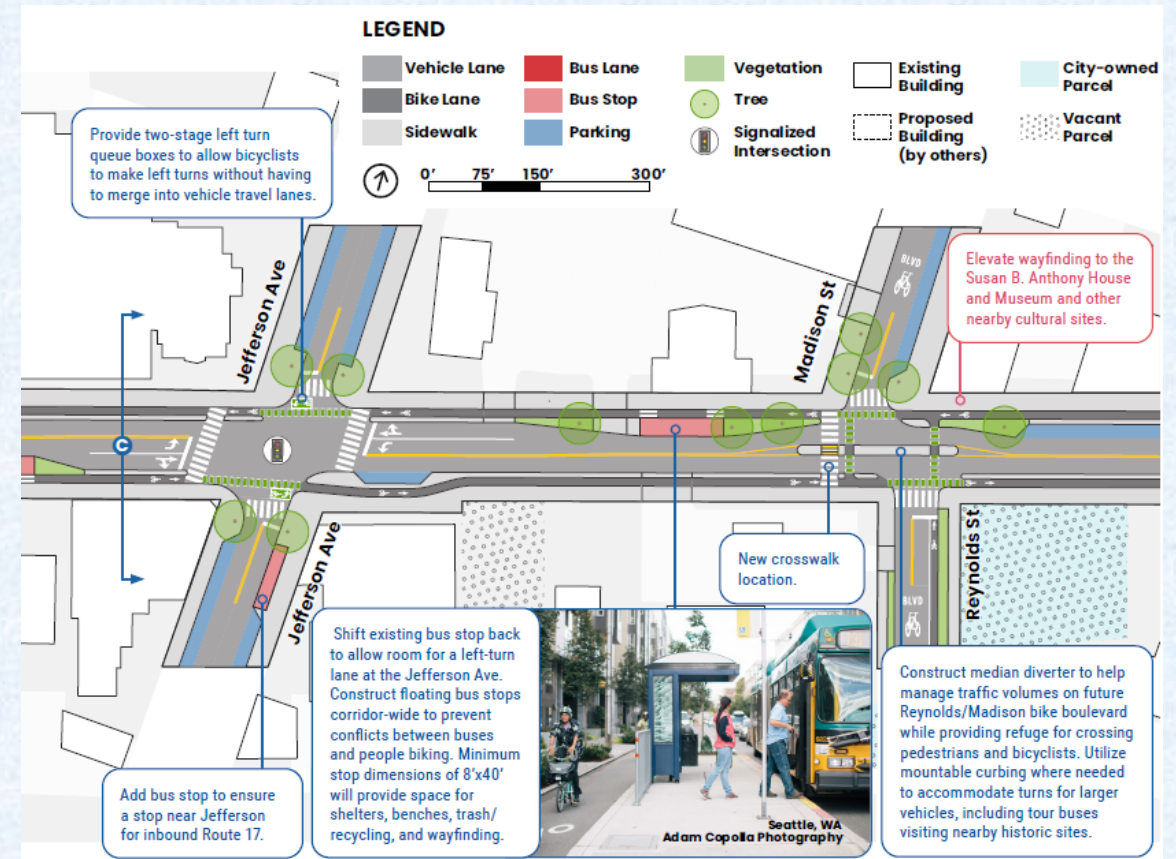 LEGEND
Vehicle Lane
Bike Lane
Sidewalk
Bus Lane
Bus Stop
Parking
Vegetation
Tree
Signalized
Intersection
Existing
Building
Proposed
Building
(by others)
City-owned
Parcel
Vacant
Parcel
0' 75' 150' 300'
Provide two-stage left turn
queue boxes to allow bicyclists
to make left turns without having
to merge into vehicle travel lanes.
Jefferson Ave
Madison St
BLVD
Elevate wayfinding to the
Susan B. Anthony House
and Museum and other
nearby cultural sites.
C
Jefferson Ave
New crosswalk
location.
Reynolds St
BLVD
Add bus stop to ensure
a stop near Jefferson
for inbound Route 17.
Shift existing bus stop back
to allow room for a left-turn
lane at the Jefferson Ave.
Construct floating bus stops
corridor-wide to prevent
conflicts between buses
and people biking. Minimum
stop dimensions of 8'x40'
will provide space for
shelters, benches, trash/
recycling, and wayfinding.
Seattle, WA
Adam Copolla Photography
Construct median diverter to help
manage traffic volumes on future
Reynolds/Madison bike boulevard
while providing refuge for crossing
pedestrians and bicyclists. Utilize
mountable curbing where needed
to accommodate turns for larger
vehicles, including tour buses
visiting nearby historic sites.